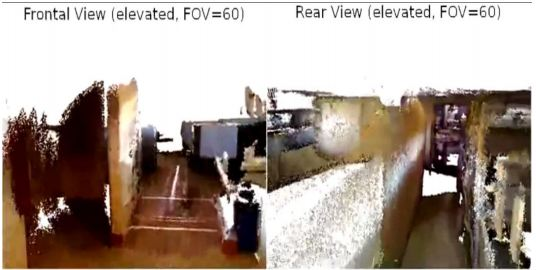 Frontal View (elevated, FOV=60)
Rear View (elevated, FOV=60)